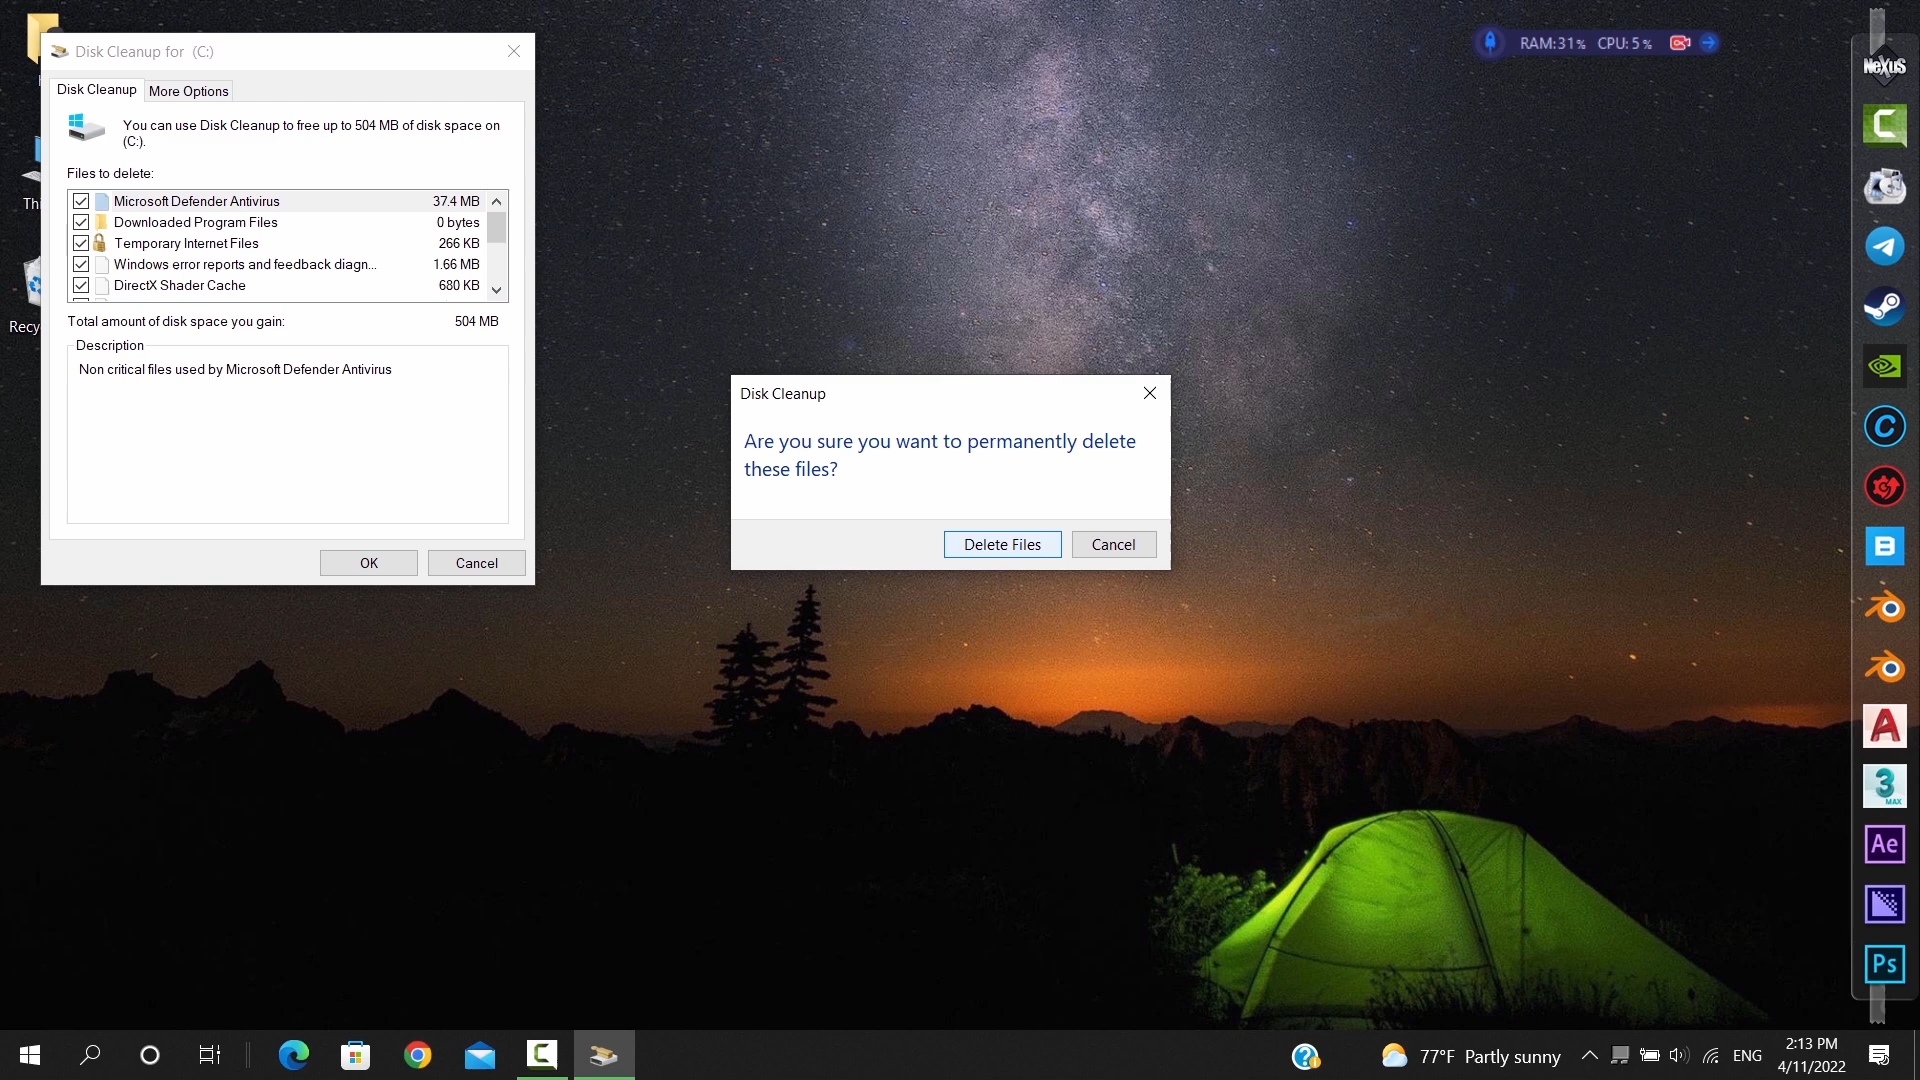 Disk Cleanup for (C:)
Disk Cleanup
More Options
You can use Disk Cleanup to free up to 504 MB of disk space on
(C:).
Files to delete:
Microsoft Defender Antivirus 37.4 MB
Downloaded Program Files 0 bytes
Temporary Internet Files 266 KB
Windows error reports and feedback diagn... 1.66 MB
DirectX Shader Cache 680 KB
Total amount of disk space you gain: 504 MB
Description
Non critical files used by Microsoft Defender Antivirus
OK
Cancel
Th
Recy
Disk Cleanup
Are you sure you want to permanently delete
these files?
Delete Files
Cancel
RAM:31% CPU: 5%
NeXuS
C
C
B
A
3
MAX
Ae
Ps
77°F Partly sunny
ENG
2:13 PM
4/11/2022